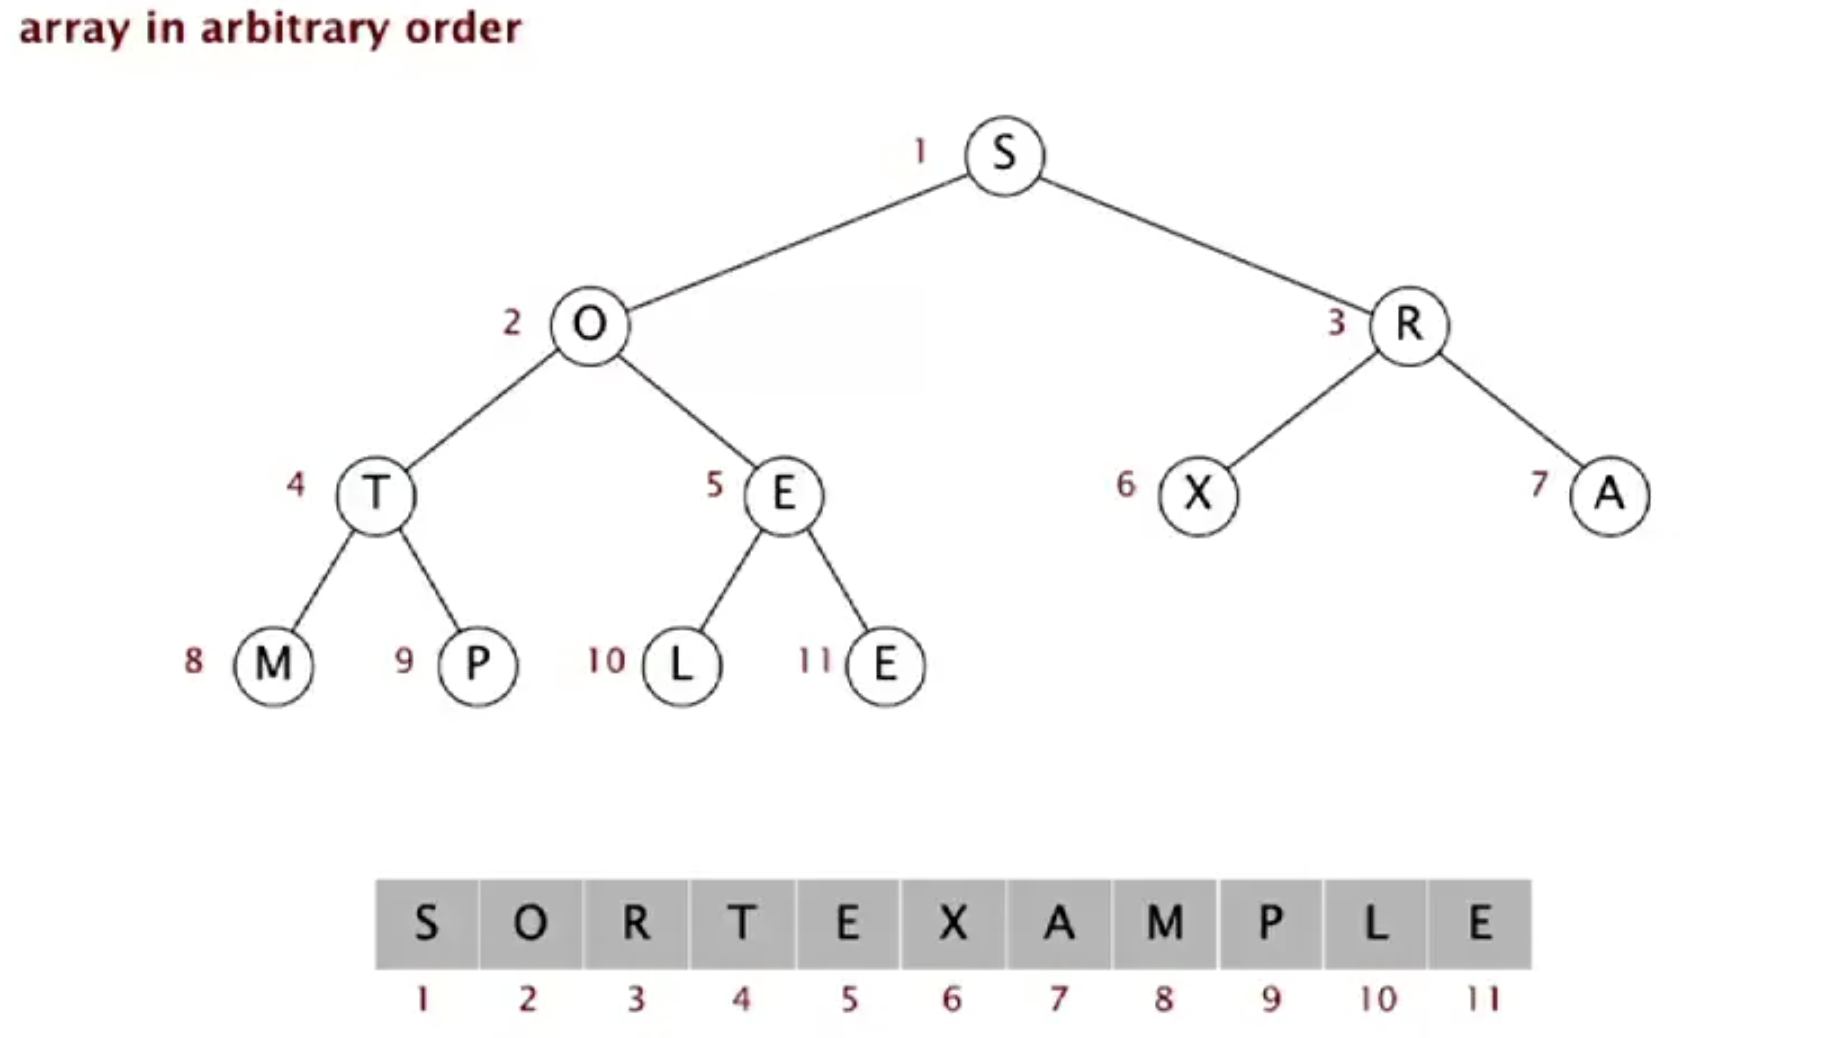 array in arbitrary order
1 S
2 O 3 R
4 T 5 E 6 X 7 A
8 M 9 P 10 L 11 E
S O R T E X A M P L E
1 2 3 4 5 6 7 8 9 10 11